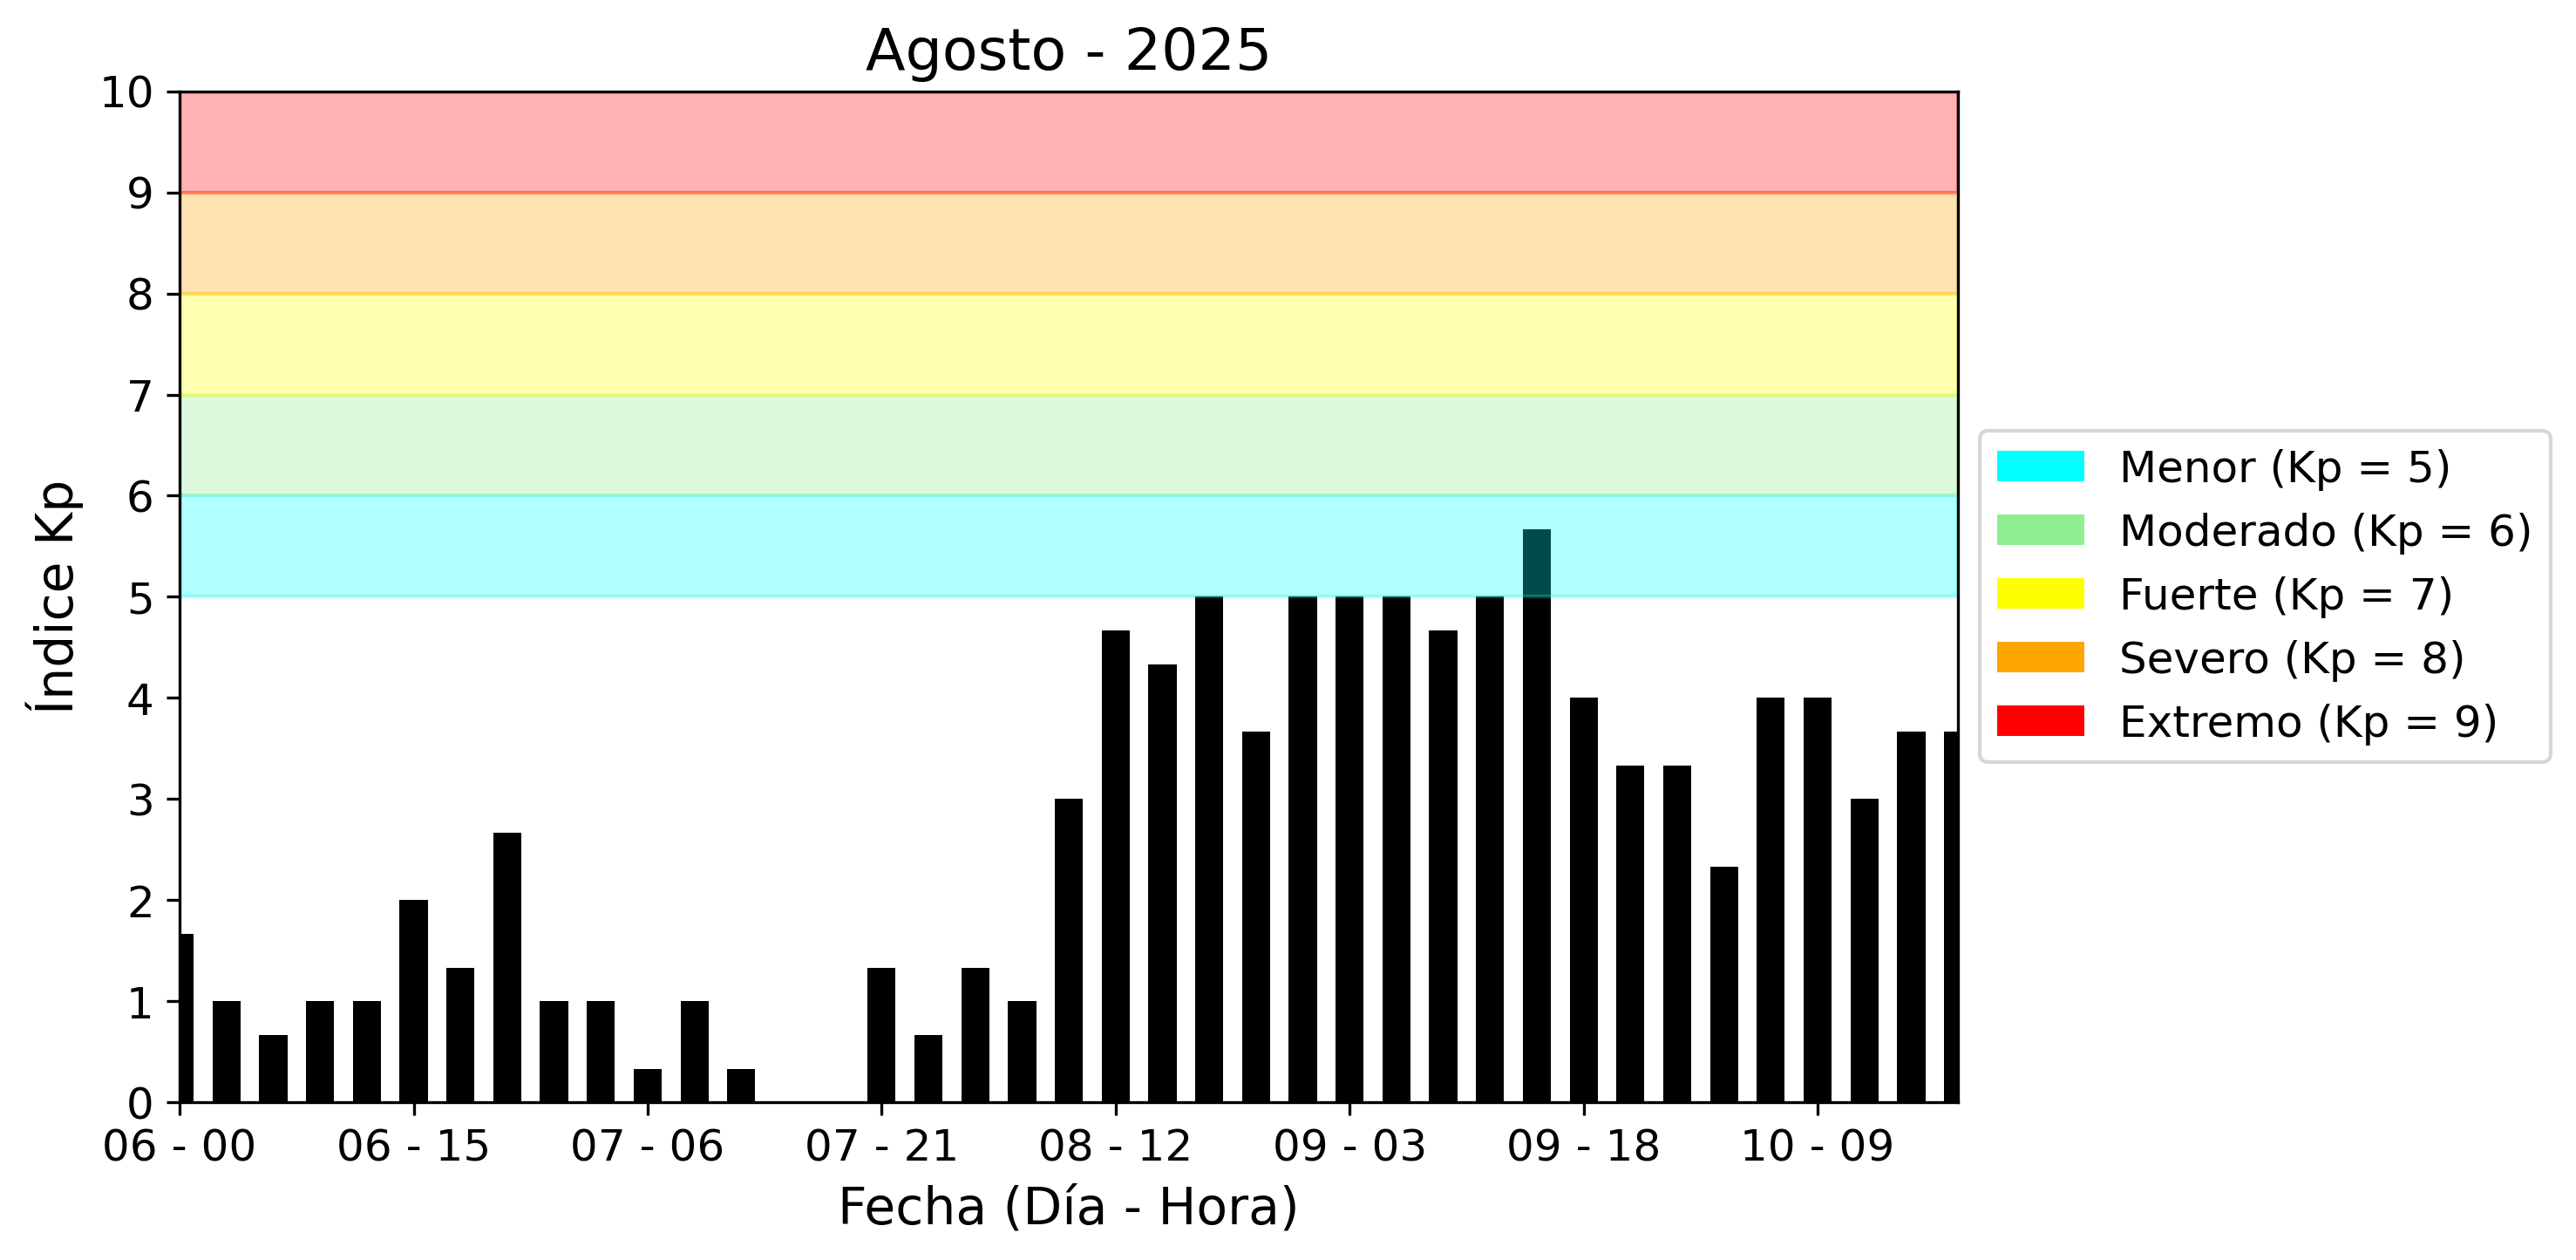 Agosto - 2025
Índice Kp
10
9
8
7
6
5
4
3
2
1
0
06 - 00 06 - 15 07 - 06 07 - 21 08 - 12 09 - 03 09 - 18 10 - 09
Fecha (Día - Hora)
Menor (Kp = 5)
Moderado (Kp = 6)
Fuerte (Kp = 7)
Severo (Kp = 8)
Extremo (Kp = 9)